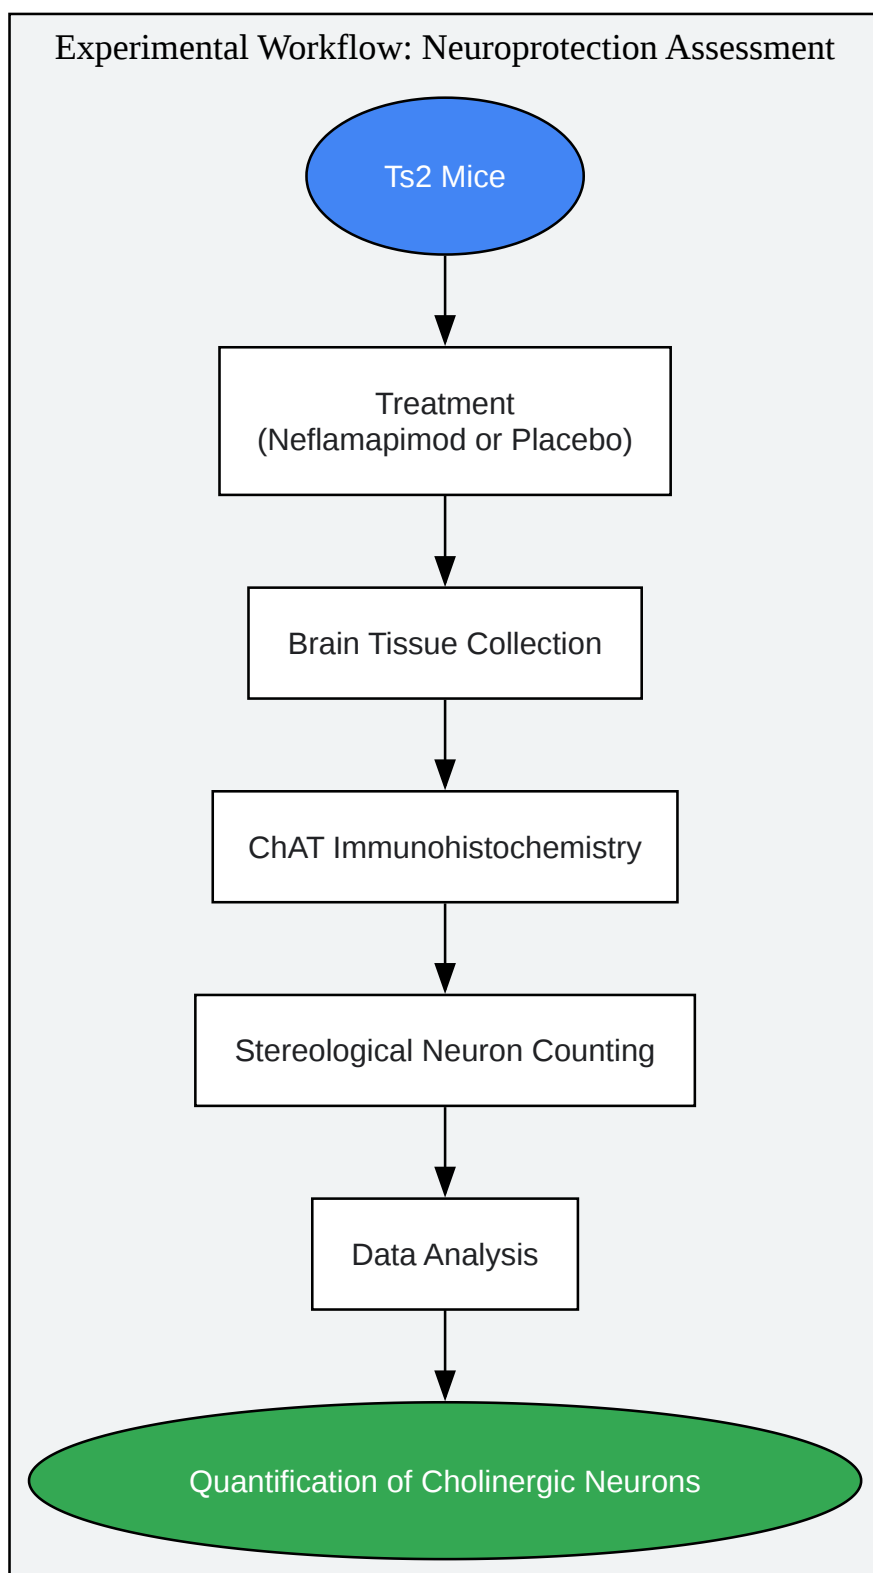 Experimental Workflow: Neuroprotection Assessment
Ts2 Mice
Treatment
(Neflamapimod or Placebo)
Brain Tissue Collection
ChAT Immunohistochemistry
Stereological Neuron Counting
Data Analysis
Quantification of Cholinergic Neurons